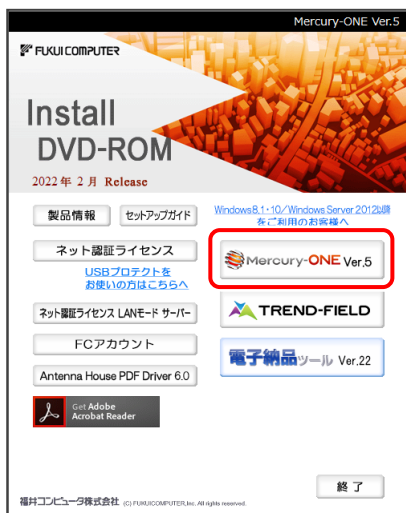 Mercury-ONE Ver.5
FUKUI COMPUTER
Install
DVD-ROM
2022年 2月 Release
製品情報
セットアップガイド
Windows8.1・10/Windows Server 2012以降
をご利用のお客様へ
ネット認証ライセンス
USBプロテクトを
お使いの方はこちらへ
Mercury-ONE Ver.5
ネット認証ライセンス LANモード サーバー
TREND-FIELD
FCアカウント
電子納品ツール Ver.22
Antenna House PDF Driver 6.0
Get Adobe
Acrobat Reader
終了
福井コンピュータ株式会社 (C) FUKUICOMPUTER, Inc. All rights reserved.